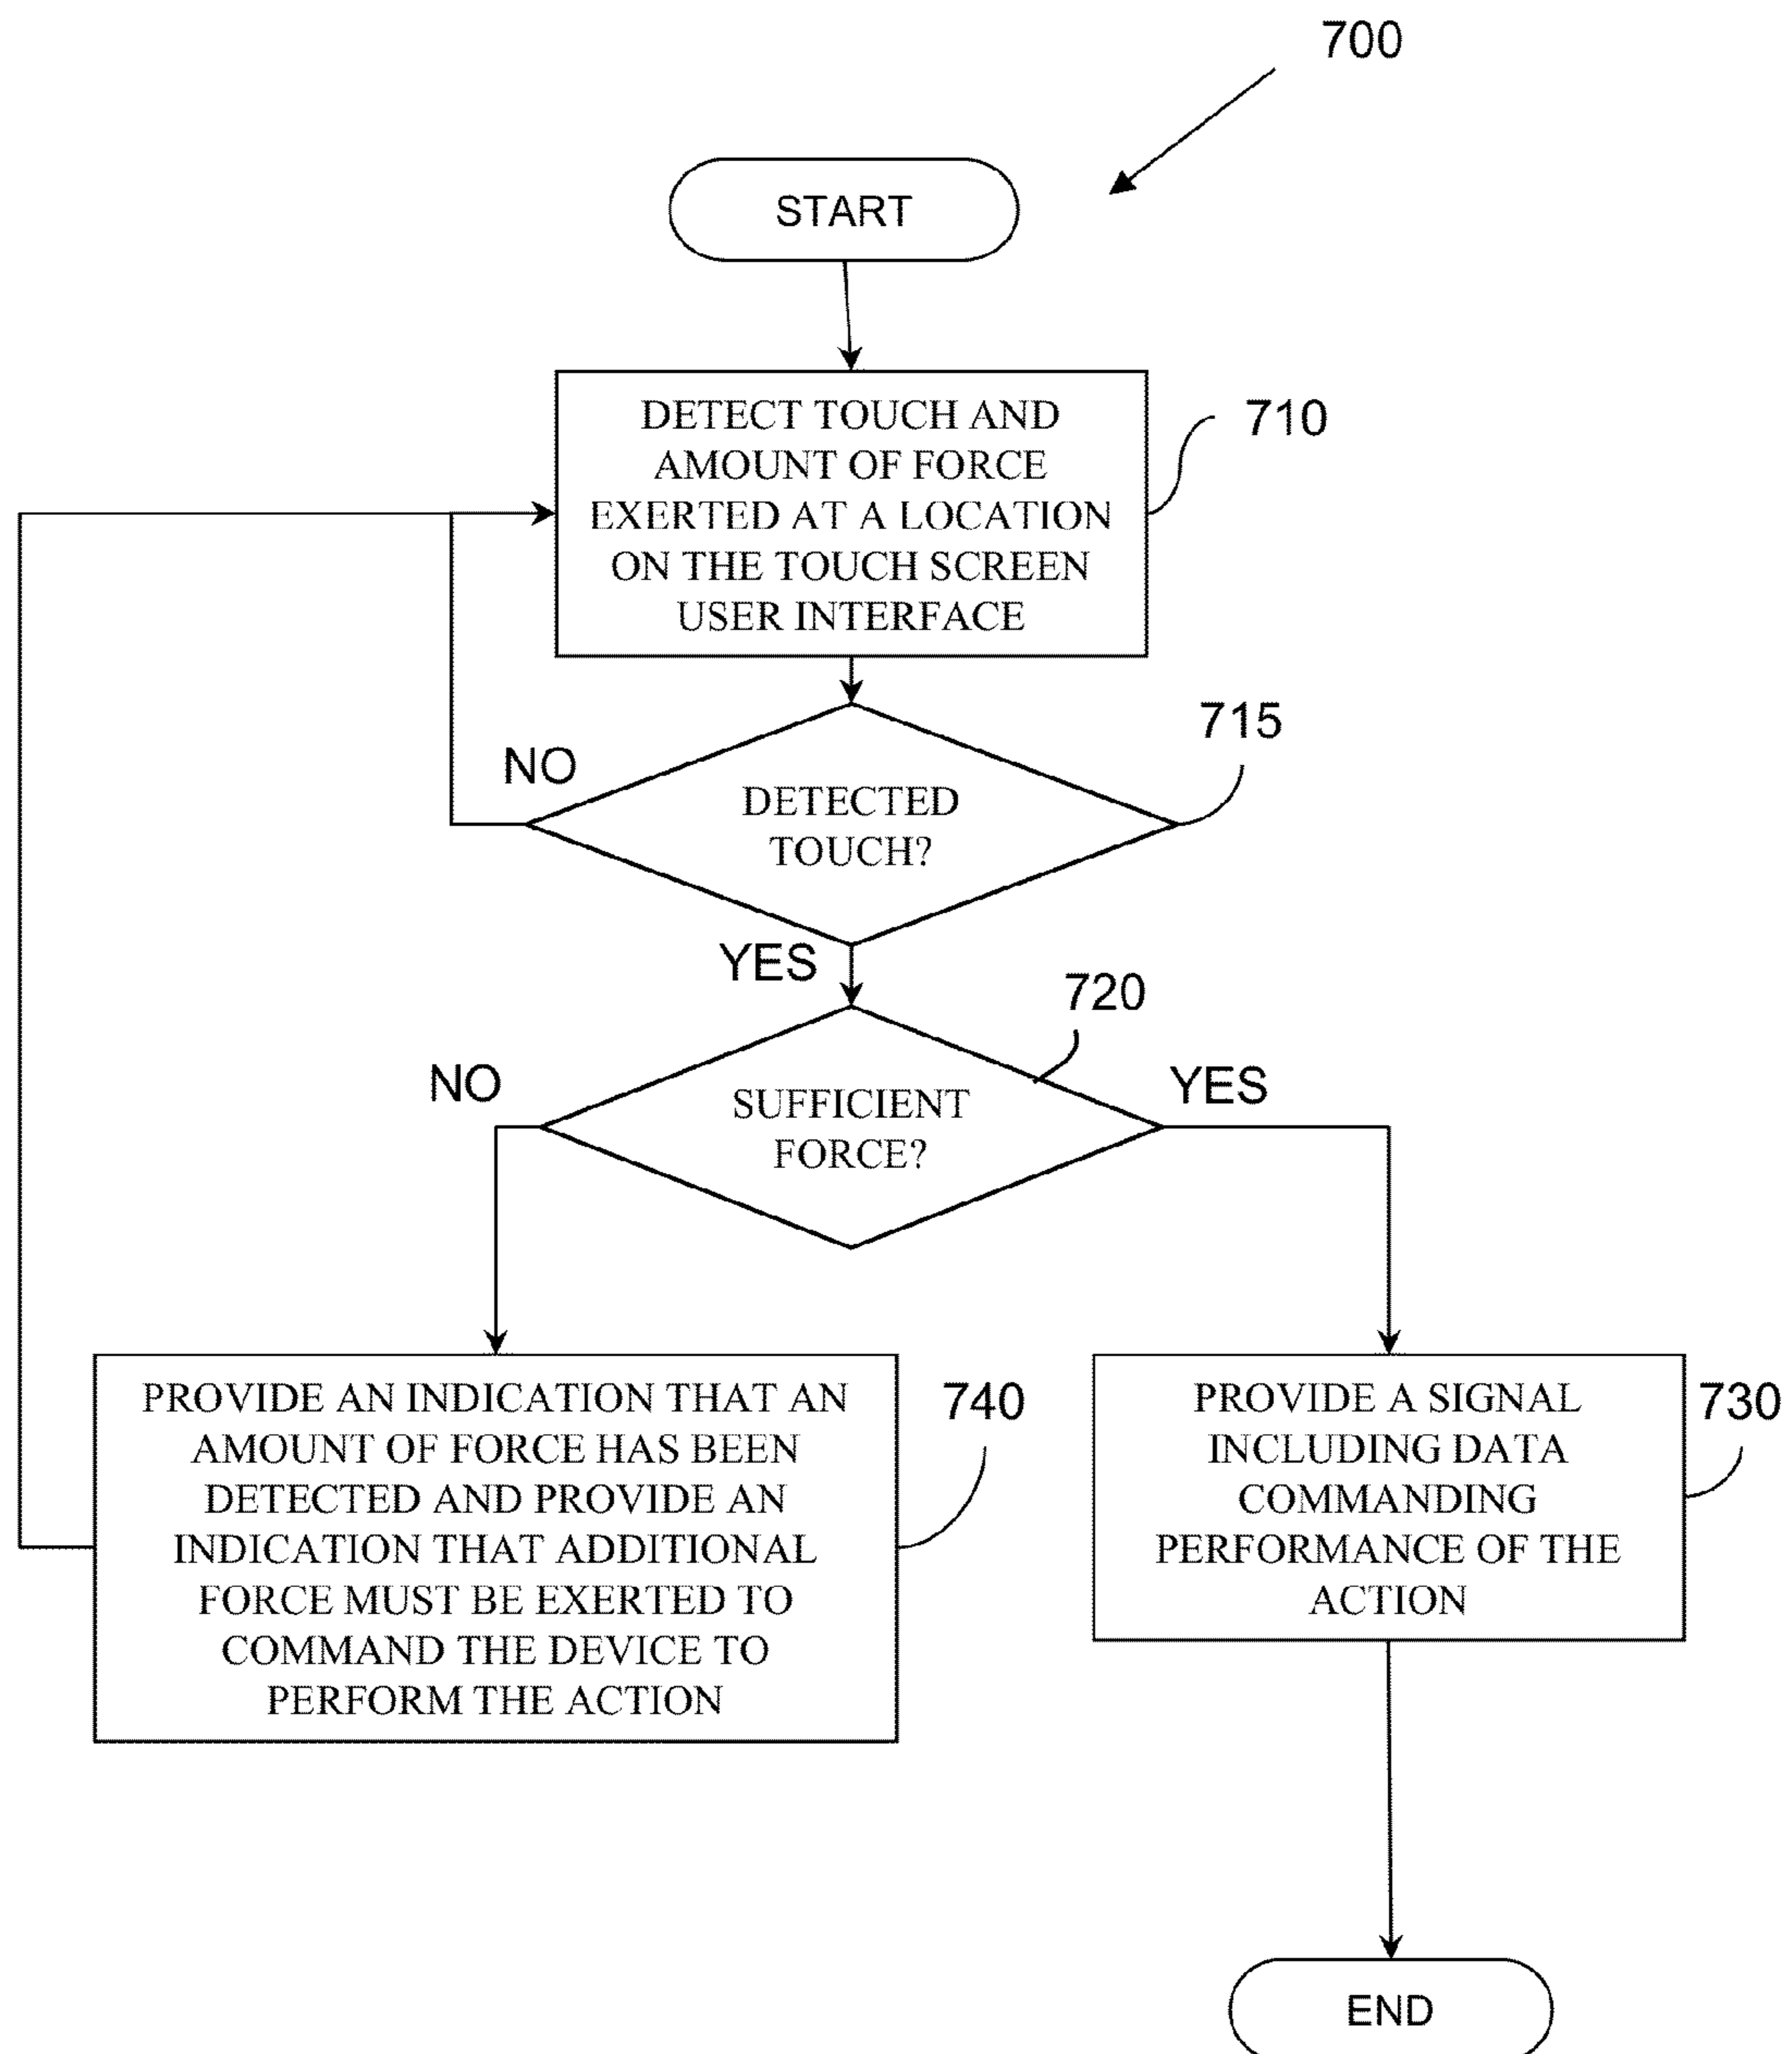 700
START
DETECT TOUCH AND
AMOUNT OF FORCE
EXERTED AT A LOCATION
ON THE TOUCH SCREEN
USER INTERFACE
710
715
NO
DETECTED
TOUCH?
YES
720
NO
SUFFICIENT
FORCE?
YES
PROVIDE AN INDICATION THAT AN
AMOUNT OF FORCE HAS BEEN
DETECTED AND PROVIDE AN
INDICATION THAT ADDITIONAL
FORCE MUST BE EXERTED TO
COMMAND THE DEVICE TO
PERFORM THE ACTION
740
PROVIDE A SIGNAL
INCLUDING DATA
COMMANDING
PERFORMANCE OF THE
ACTION
730
END